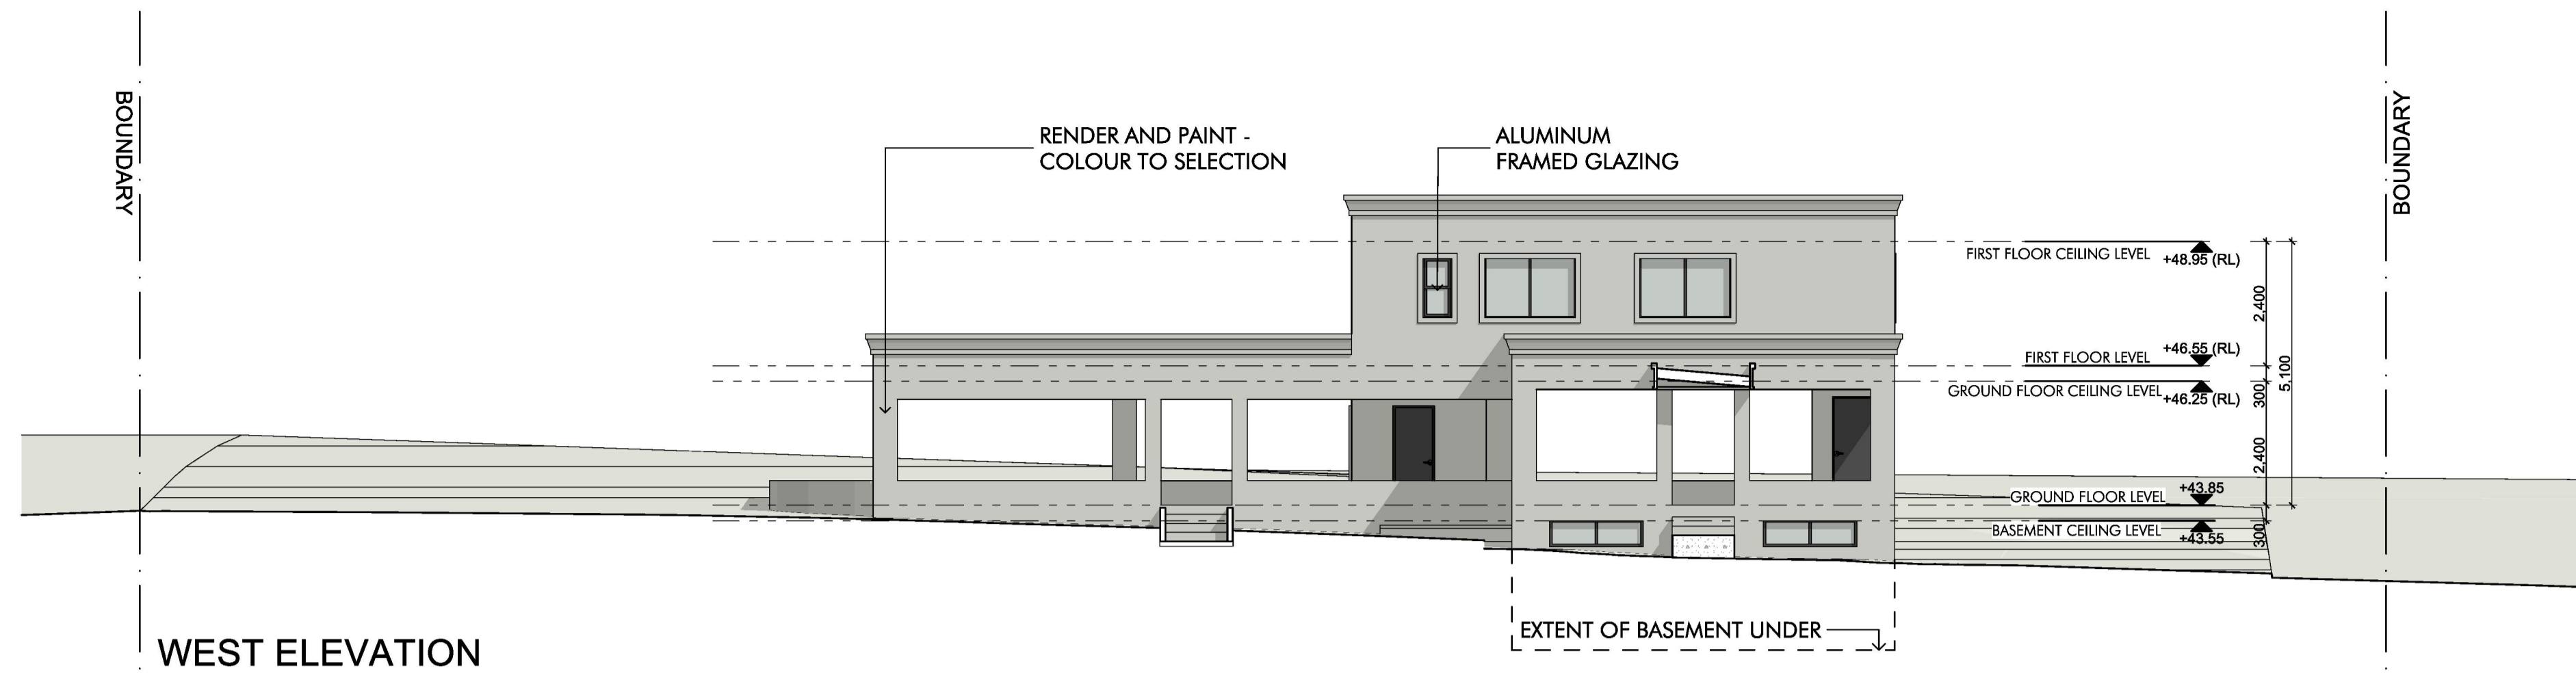 BOUNDARY
RENDER AND PAINT -
COLOUR TO SELECTION
ALUMINUM
FRAMED GLAZING
BOUNDARY
FIRST FLOOR CEILING LEVEL
+48.95 (RL)
2,400
FIRST FLOOR LEVEL
+46.55 (RL)
GROUND FLOOR CEILING LEVEL
+46.25 (RL)
300
5,100
2,400
GROUND FLOOR LEVEL
+43.85
BASEMENT CEILING LEVEL
+43.55
300
EXTENT OF BASEMENT UNDER
WEST ELEVATION